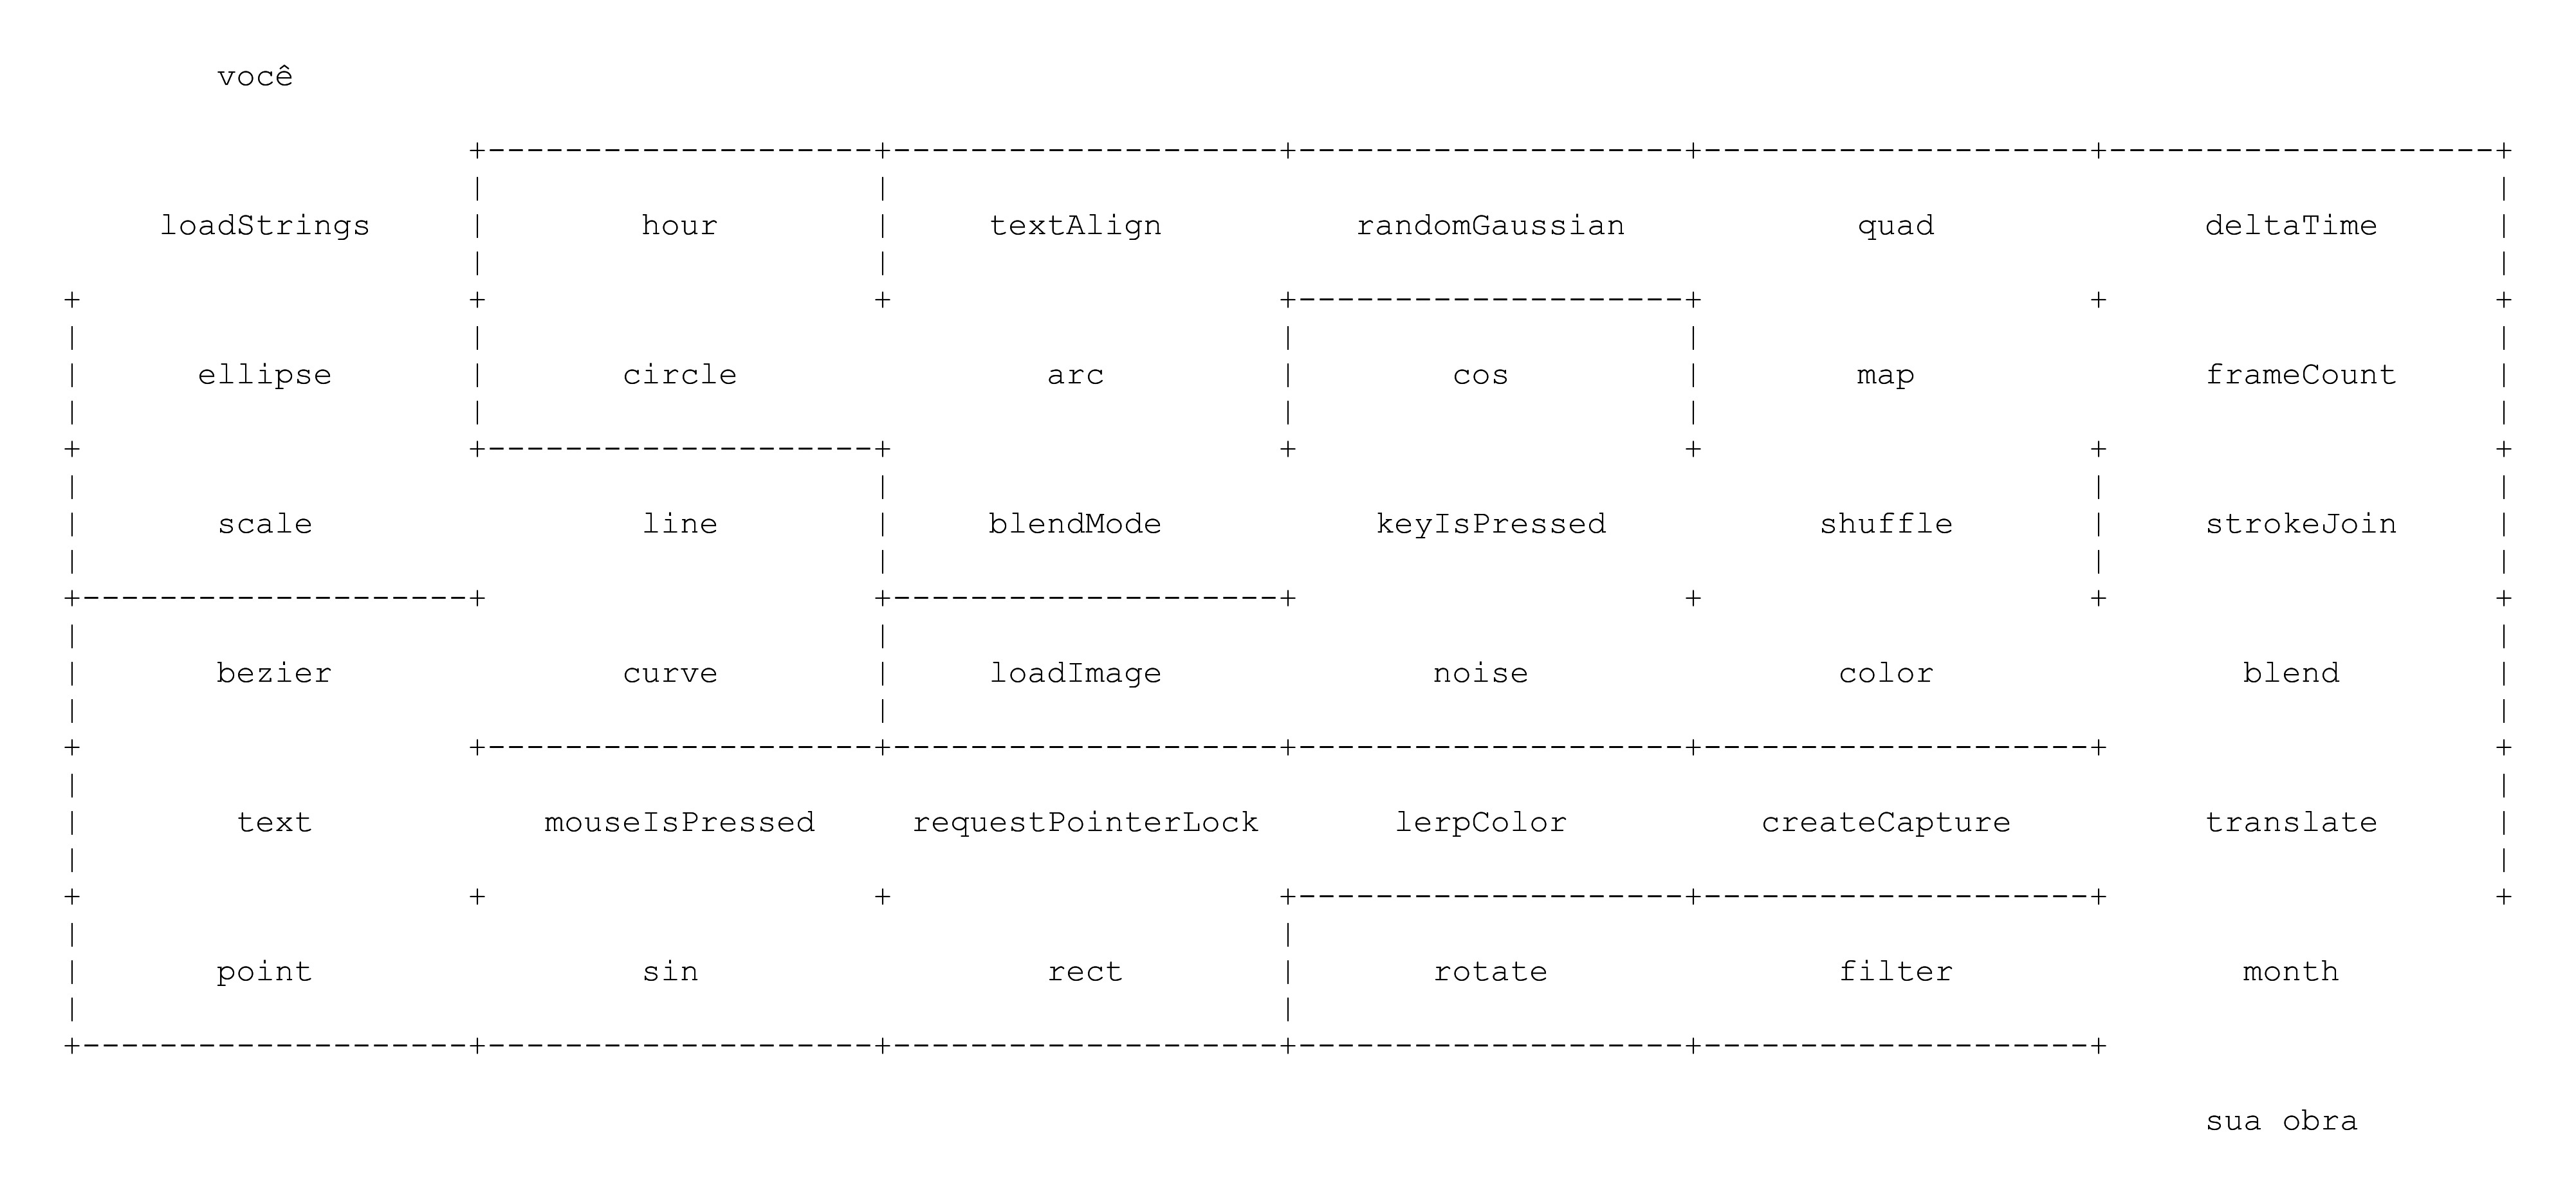 você
loadStrings hour textAlign randomGaussian quad deltaTime
ellipse circle arc cos map frameCount
scale line blendMode keyIsPressed shuffle strokeJoin
bezier curve loadImage noise color blend
text mouseIsPressed requestPointerLock lerpColor createCapture translate
point sin rect rotate filter month
sua obra